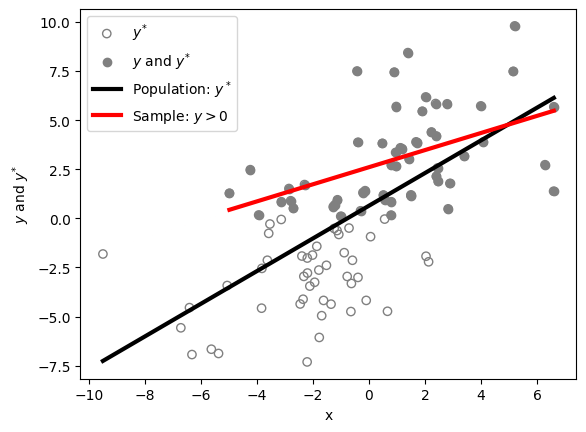 10.0
7.5
5.0
2.5
0.0
−2.5
−5.0
−7.5
y and y*
y*
y and y*
Population: y*
Sample: y > 0
−10 −8 −6 −4 −2 0 2 4 6
x